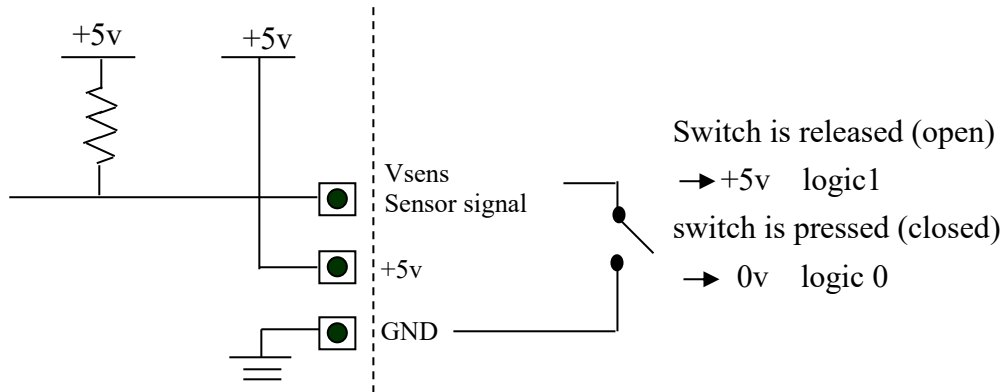 +5v
+5v
Vsens
Sensor signal
+5v
GND
Switch is released (open)
→ +5v logic1
switch is pressed (closed)
→ 0v logic 0